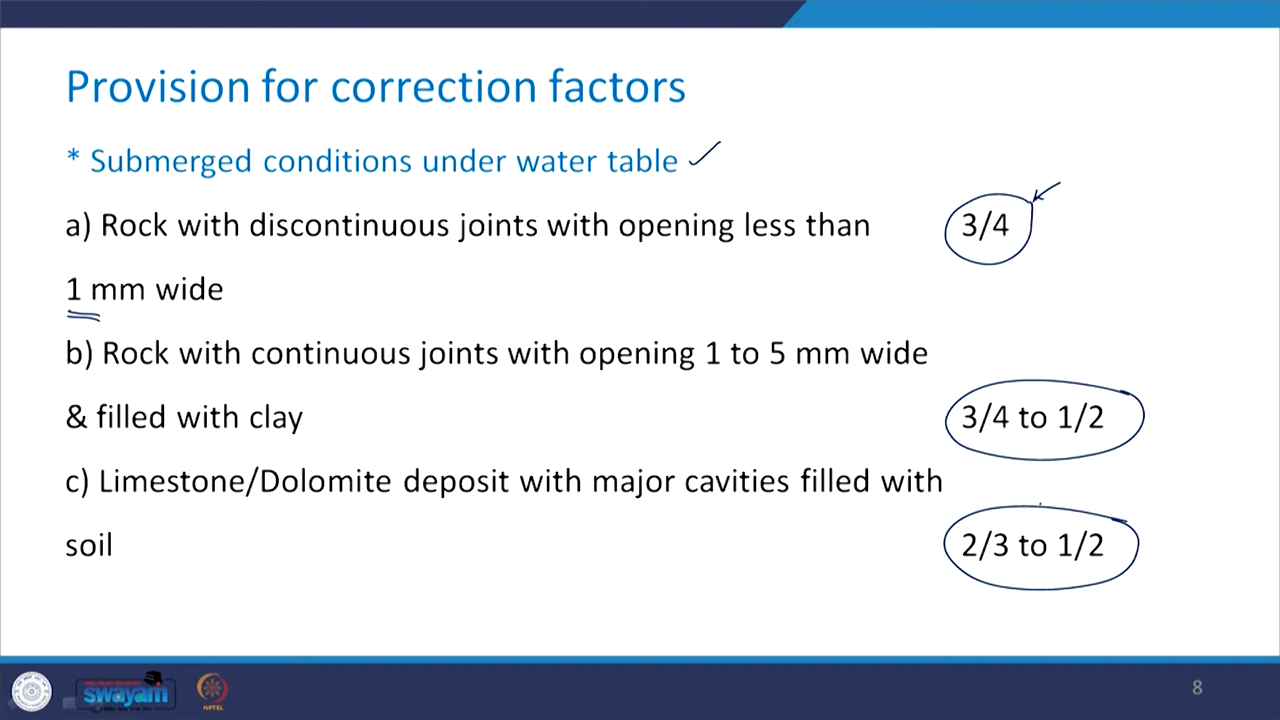 Provision for correction factors
* Submerged conditions under water table
a) Rock with discontinuous joints with opening less than 3/4
1 mm wide
b) Rock with continuous joints with opening 1 to 5 mm wide
& filled with clay 3/4 to 1/2
c) Limestone/Dolomite deposit with major cavities filled with
soil 2/3 to 1/2
swayam
NPTEL
8